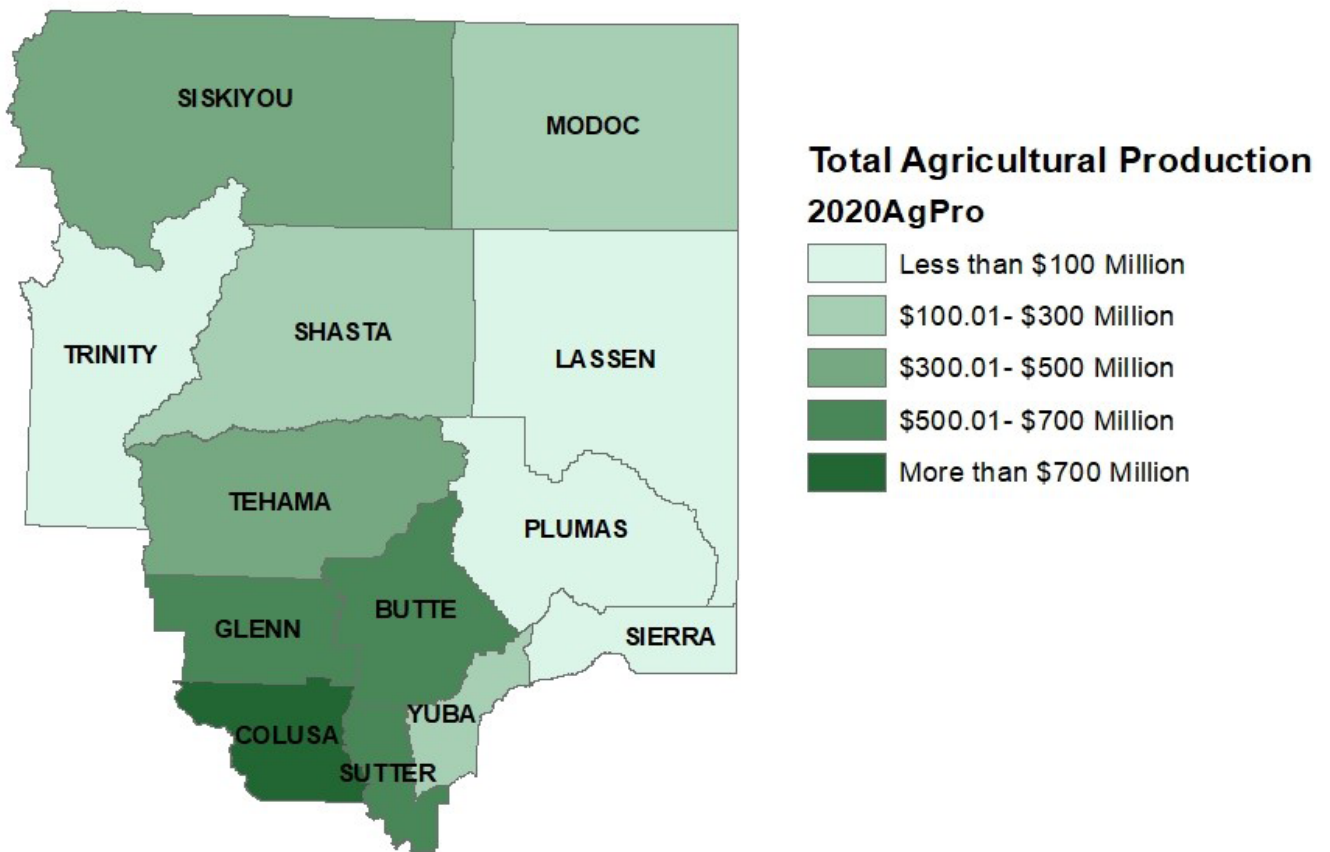 SISKIYOU
MODOC
TRINITY
SHASTA
LASSEN
TEHAMA
PLUMAS
GLENN
BUTTE
SIERRA
COLUSA
YUBA
SUTTER
Total Agricultural Production
2020AgPro
Less than $100 Million
$100.01- $300 Million
$300.01- $500 Million
$500.01- $700 Million
More than $700 Million